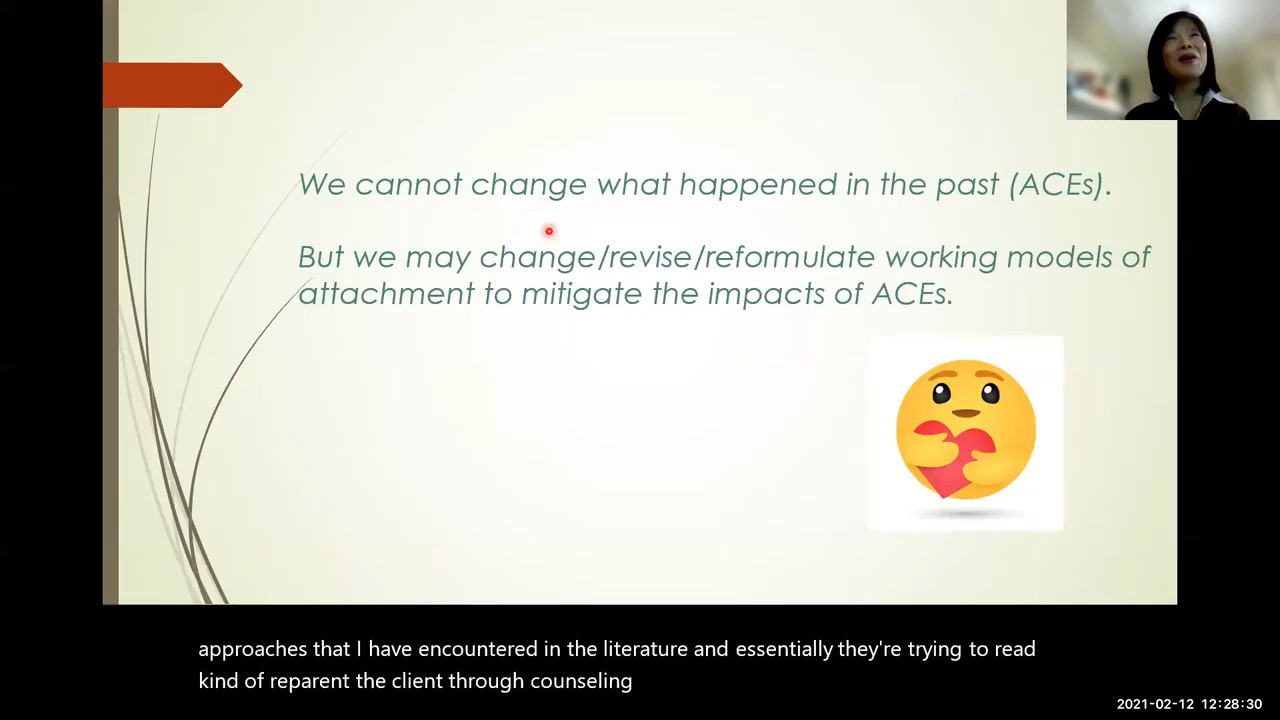 We cannot change what happened in the past (ACEs).
But we may change/revise/reformulate working models of
attachment to mitigate the impacts of ACEs.
approaches that I have encountered in the literature and essentially they're trying to read
kind of reparent the client through counseling
2021-02-12 12:28:30